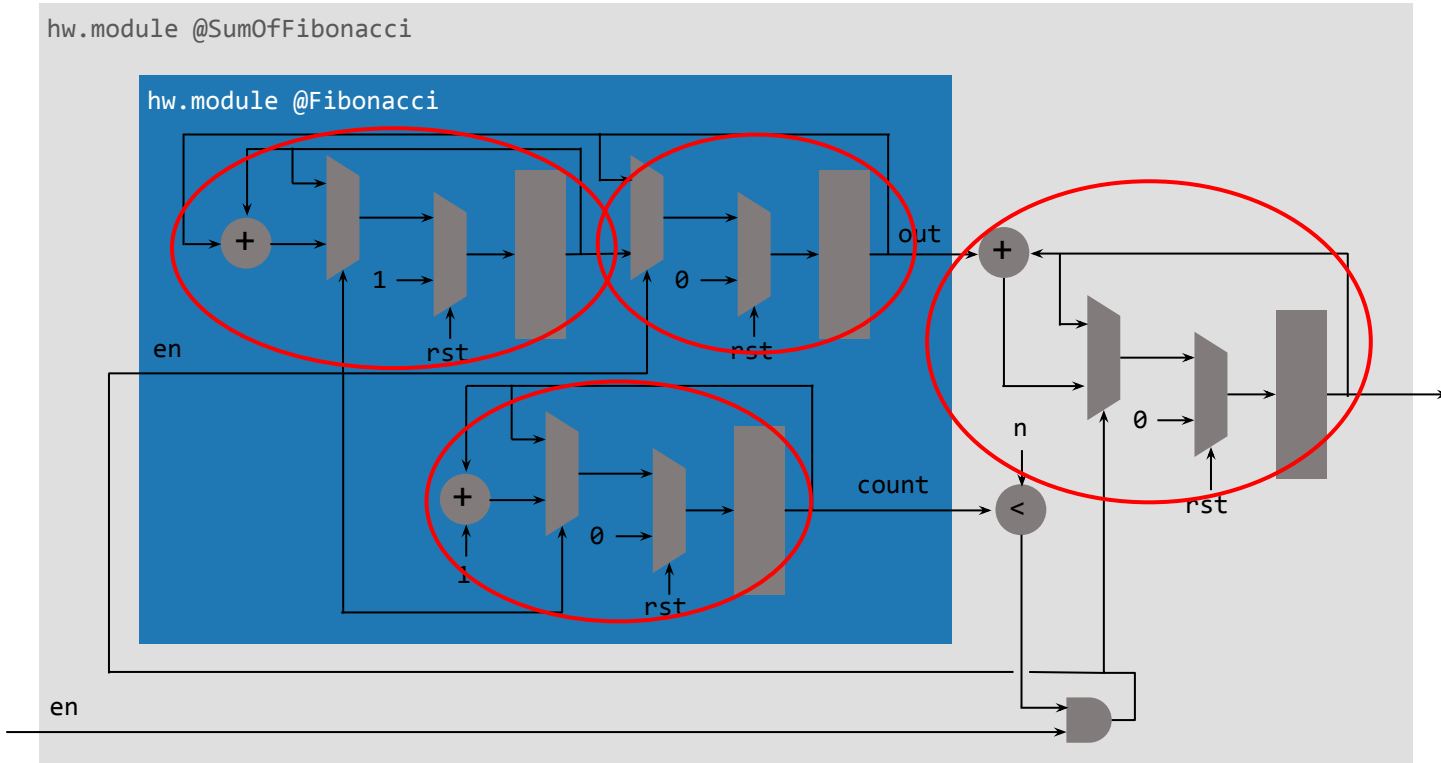 hw.module @SumOfFibonacci
hw.module @Fibonacci
+
1
rst
0
rst
out
+
en
0
rst
n
+
1
0
rst
count
<
en